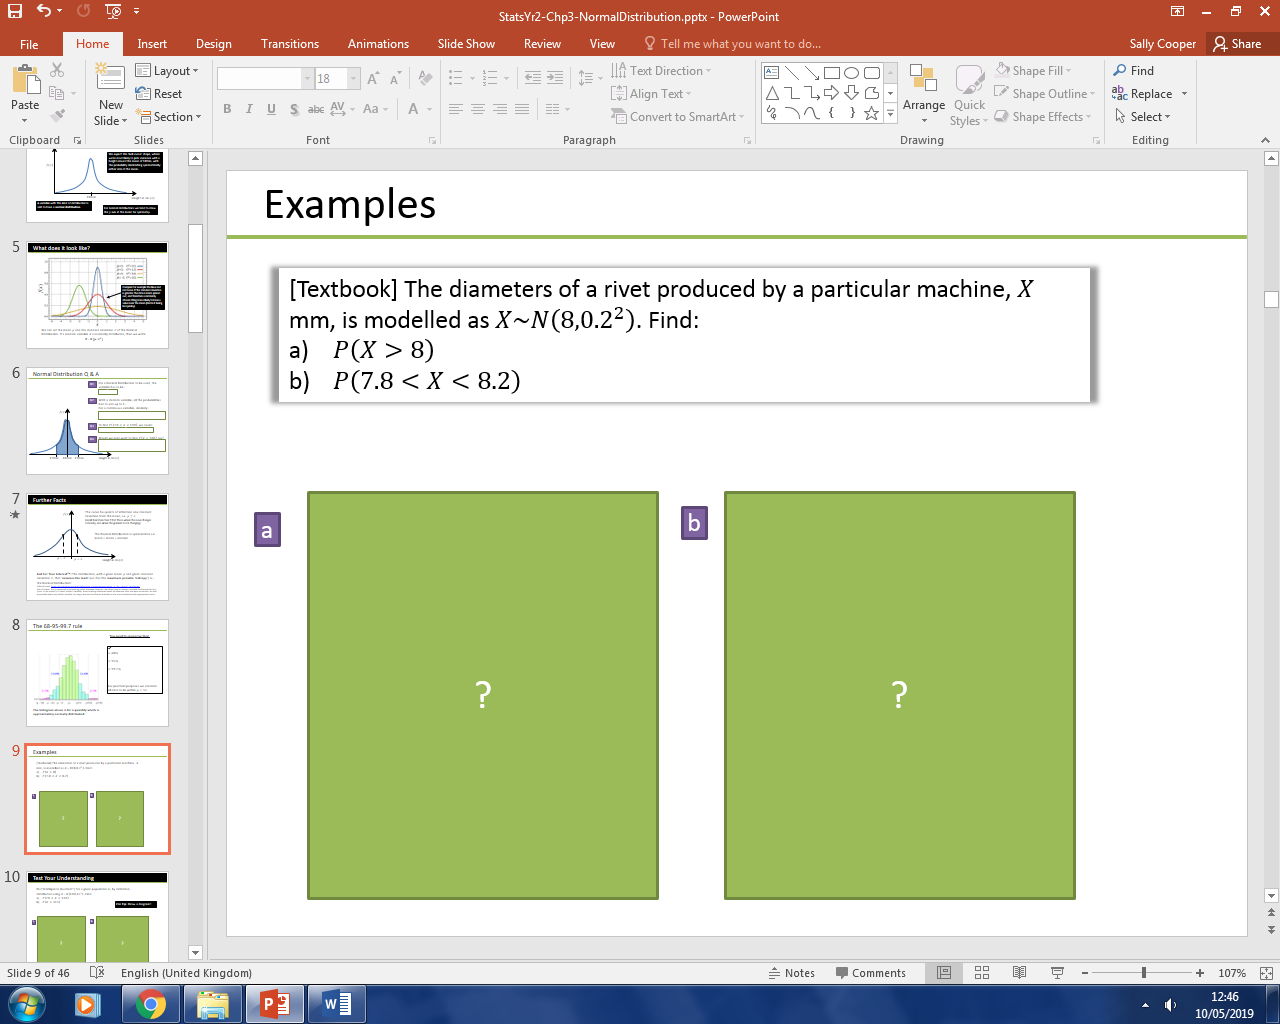 StatsYr2-Chp3-NormalDistribution.pptx - PowerPoint
File Home Insert Design Transitions Animations Slide Show Review View Tell me what you want to do... Sally Cooper Share
Paste
Clipboard
New Slide
Layout
Reset
Section
Slides
18
B I U S abc AV Aa A
Font
Text Direction
Align Text
Convert to SmartArt
Paragraph
Arrange
Quick Styles
Shape Fill
Shape Outline
Shape Effects
Drawing
Find
Replace
Select
Editing
5
What does it look like?
6
Normal Distribution Q & A
7
Further Facts
8
The 68-95-99.7 rule
9
Examples
10
Test Your Understanding
Examples
[Textbook] The diameters of a rivet produced by a particular machine, X
mm, is modelled as X~N(8,0.2²). Find:
a) P(X > 8)
b) P(7.8 < X < 8.2)
a
?
b
?
Slide 9 of 46 English (United Kingdom) Notes Comments 107%
12:46
10/05/2019